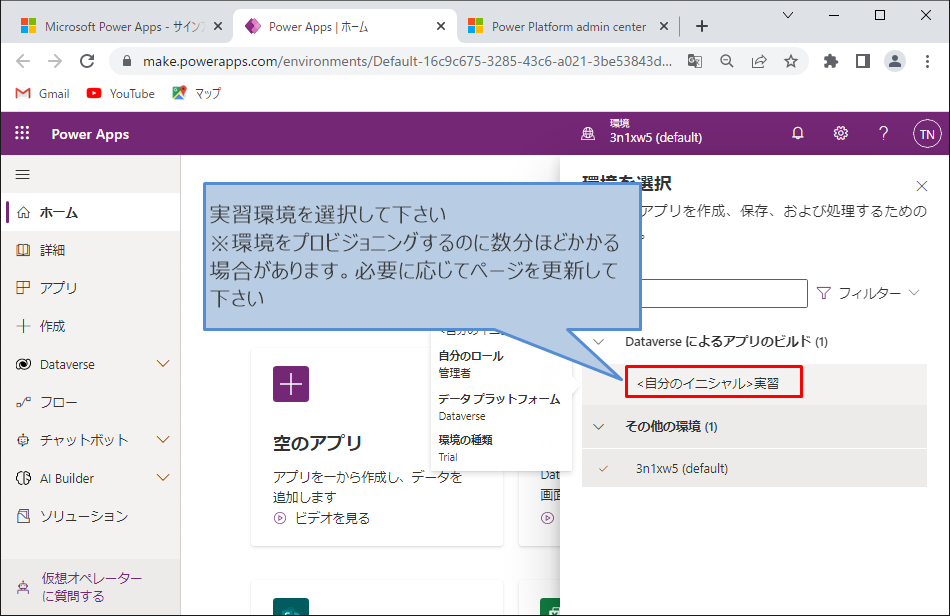 Microsoft Power Apps - サインフ
Power Apps | ホーム
Power Platform admin center
make.powerapps.com/environments/Default-16c9c675-3285-43c6-a021-3be53843d...
Gmail
YouTube
マップ
Power Apps
環境
3n1xw5 (default)
TN
ホーム
詳細
アプリ
作成
Dataverse
フロー
チャットボット
AI Builder
ソリューション
仮想オペレーター
に質問する
実習環境を選択して下さい
※環境をプロビジョニングするのに数分ほどかかる
場合があります。必要に応じてページを更新して
下さい
自分のロール
管理者
データ プラットフォーム
Dataverse
環境の種類
Trial
空のアプリ
アプリを一から作成し、データを
追加します
ビデオを見る
Dat
画面
環境を選択
アプリを作成、保存、および処理するための
。
フィルター
Dataverse によるアプリのビルド (1)
<自分のイニシャル>実習
その他の環境 (1)
3n1xw5 (default)